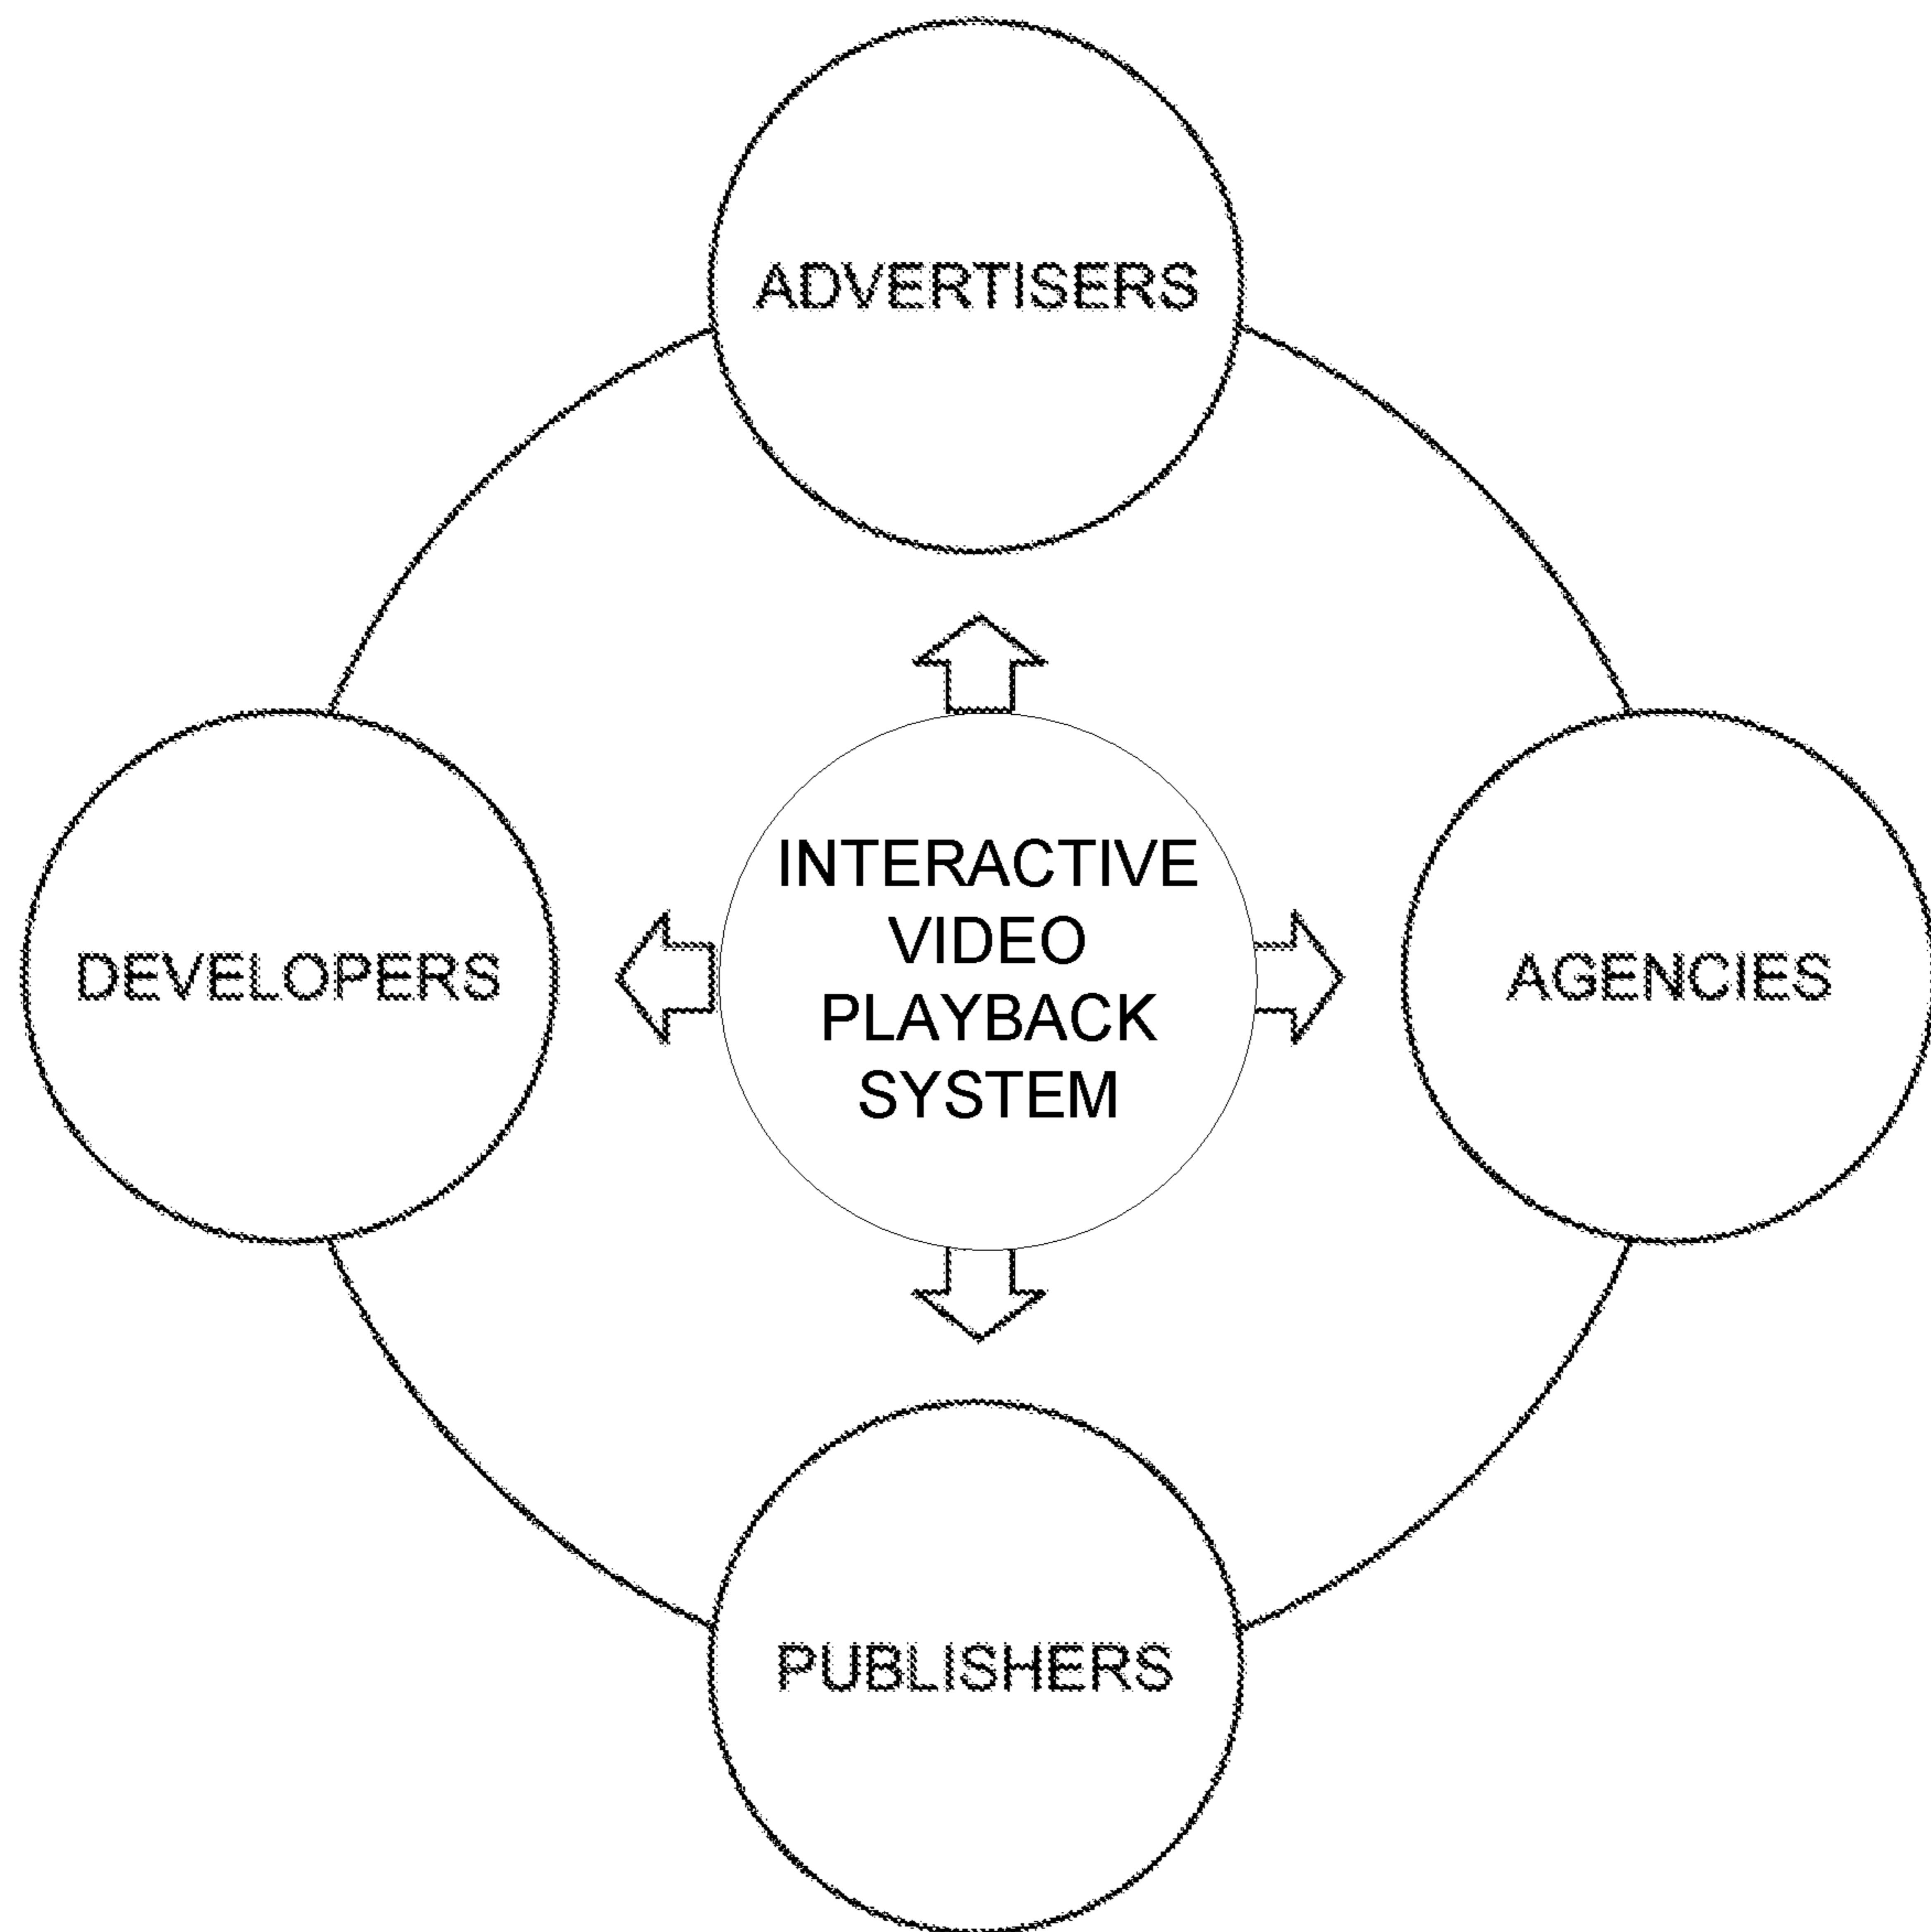 ADVERTISERS
DEVELOPERS
INTERACTIVE
VIDEO
PLAYBACK
SYSTEM
AGENCIES
PUBLISHERS